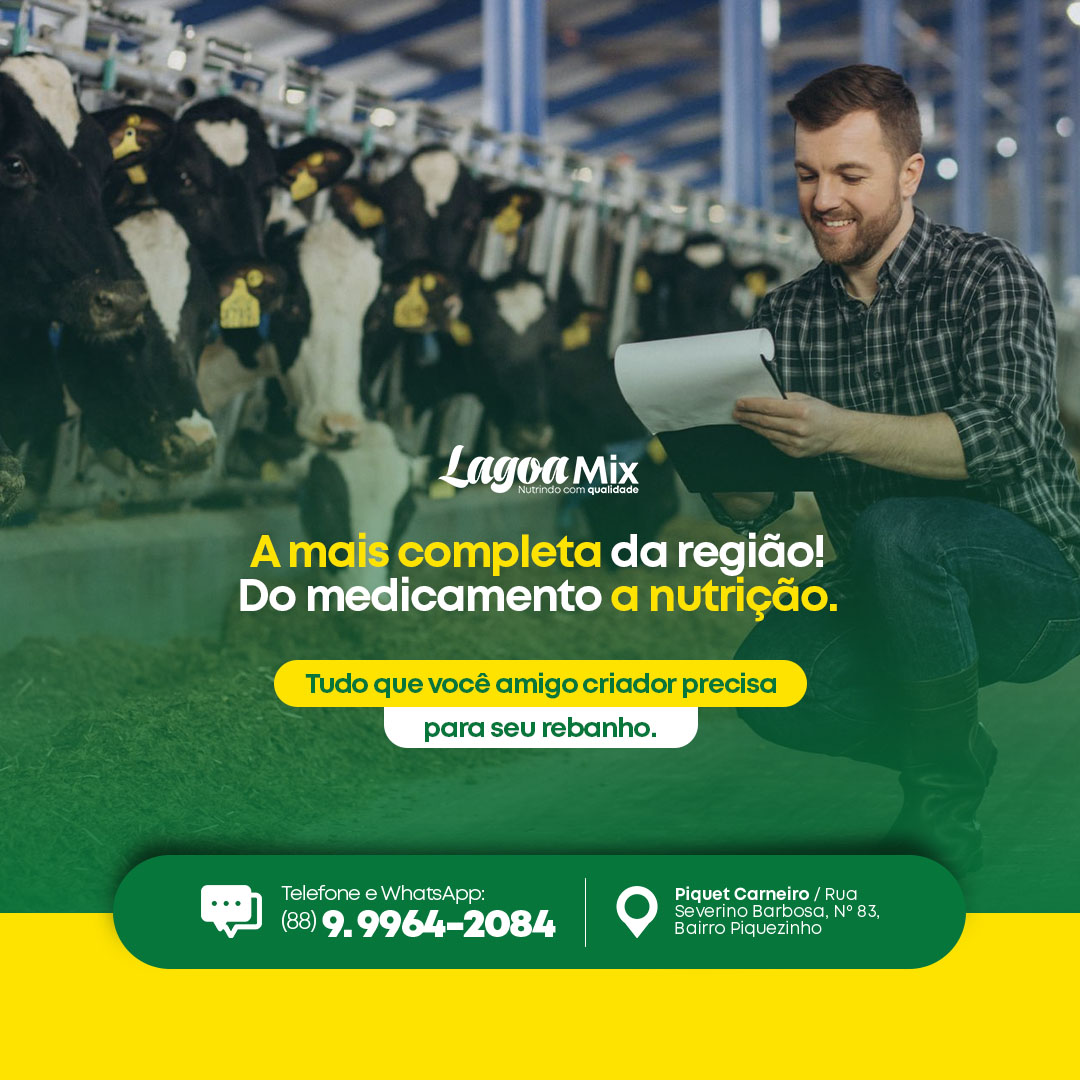 Lagoa Mix
Nutrindo com qualidade
A mais completa da região!
Do medicamento a nutrição.
Tudo que você amigo criador precisa
para seu rebanho.
Telefone e WhatsApp:
(88) 9. 9964-2084
Piquet Carneiro / Rua
Severino Barbosa, Nº 83,
Bairro Piquezinho